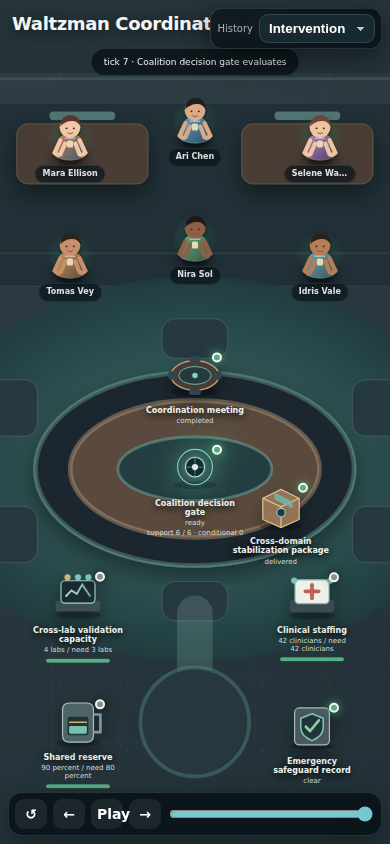 Waltzman Coordinat
History
Intervention
tick 7 · Coalition decision gate evaluates
Ari Chen
Mara Ellison
Selene Wa...
Nira Sol
Tomas Vey
Idris Vale
Coordination meeting
completed
Coalition decision
gate
ready
support 6 / 6 · conditional 0
Cross-domain
stabilization package
delivered
Cross-lab validation
capacity
4 labs / need 3 labs
Clinical staffing
42 clinicians / need
42 clinicians
Shared reserve
90 percent / need 80
percent
Emergency
safeguard record
clear
↺
←
Play
→